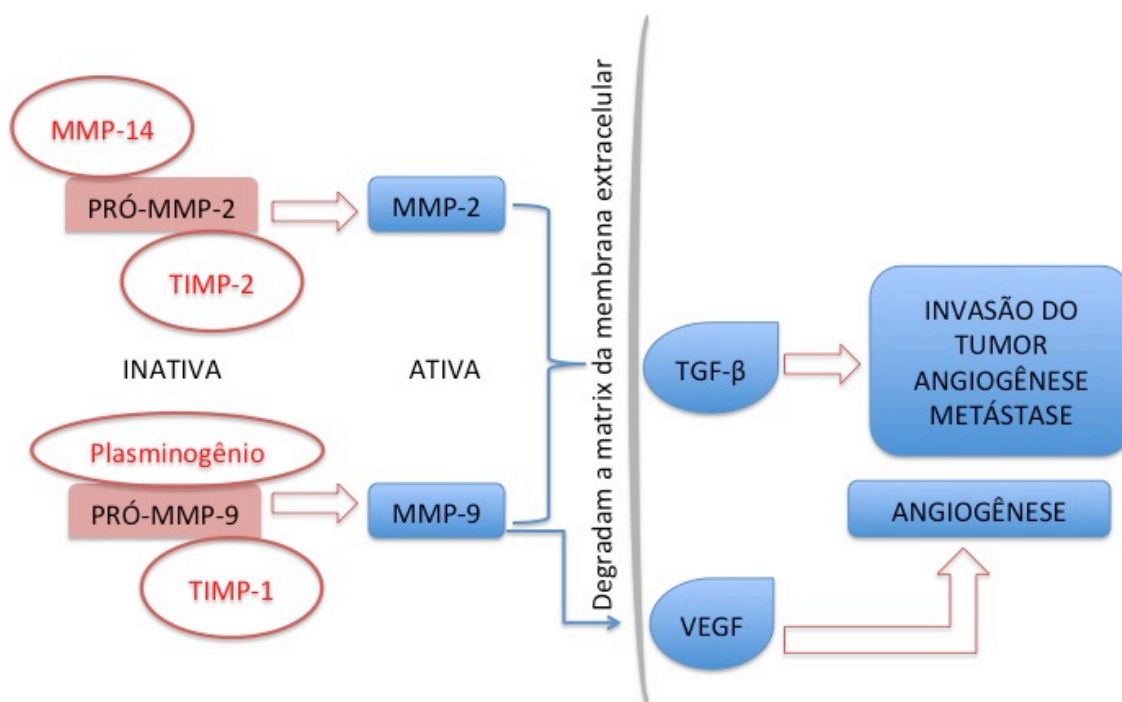 MMP-14
PRÓ-MMP-2
MMP-2
TIMP-2
INATIVA
ATIVA
Plasminogênio
PRÓ-MMP-9
MMP-9
TIMP-1
Degradam a matrix da membrana extracelular
TGF-β
INVASÃO DO
TUMOR
ANGIOGÊNESE
METÁSTASE
ANGIOGÊNESE
VEGF